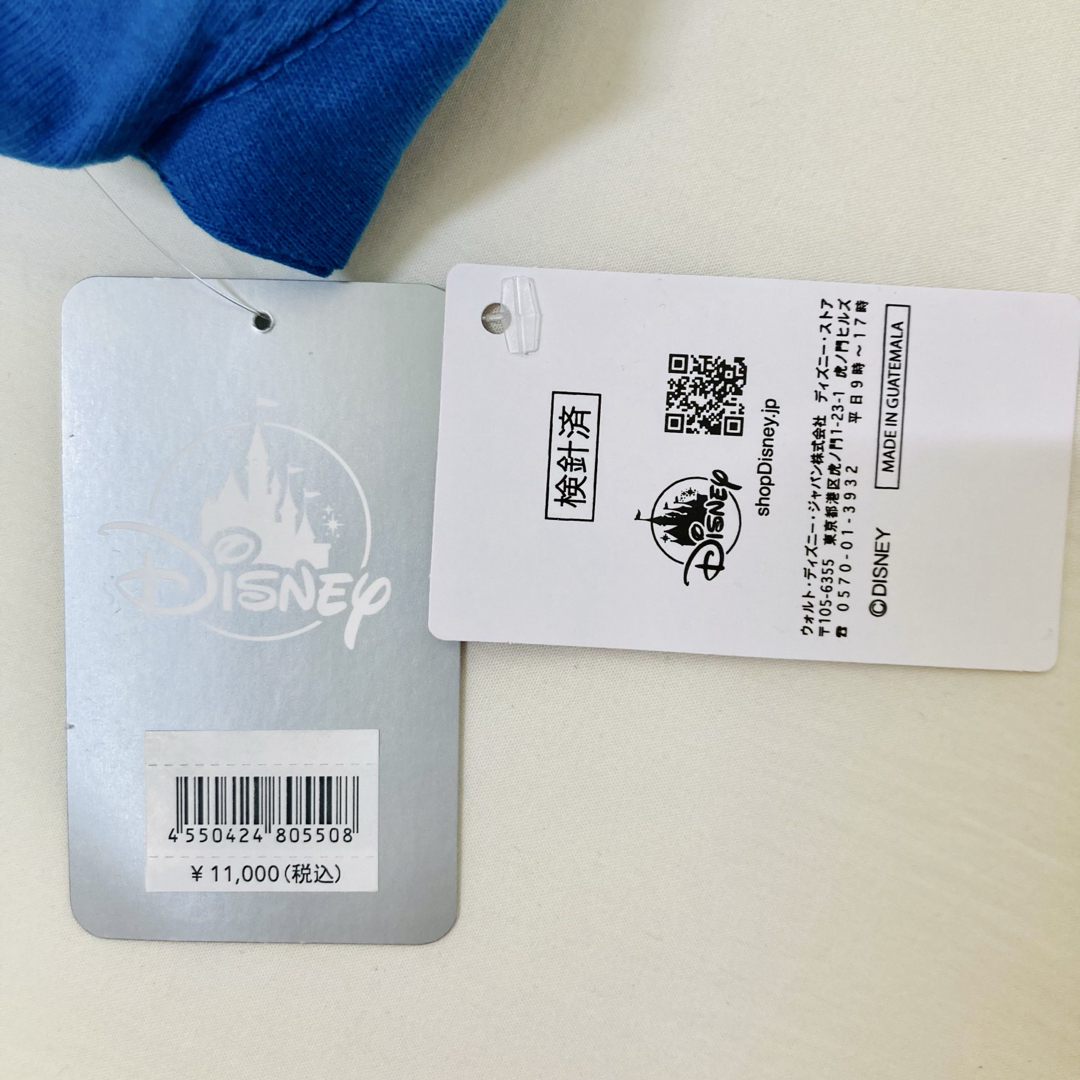 Disney
4550424 805508
¥ 11,000(税込)
検針済
Disney
shopDisney.jp
ウォルト・ディズニー・ジャパン株式会社 ディズニー・ストア
〒105-6355 東京都港区虎ノ門1-23-1 虎ノ門ヒルズ
☎ 0570-01-3932 平日9時～17時
©DISNEY
MADE IN GUATEMALA